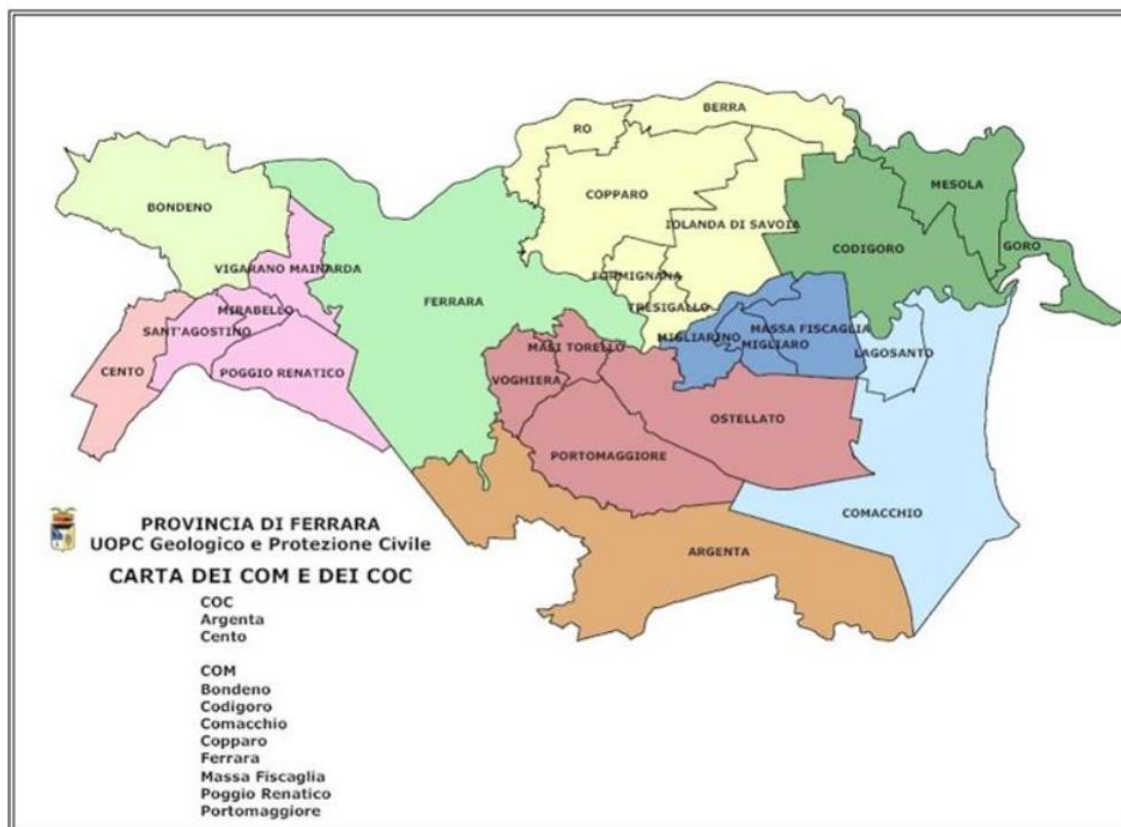 BERRA
RO
MESOLA
COPPARO
BONDENO
IOLANDA DI SAVOIA
CODIGORO
GORO
VIGARANO MAINARDA
FORMIGNANA
FERRARA
TRESIGALLO
MIRABELLO
SANT'AGOSTINO
MASSA FISCAGLIA
MIGLIARINO
MIGLIARO
MASI TORELLO
LAGOSANTO
CENTO
POGGIO RENATICO
VOGHIERA
OSTELLATO
PORTOMAGGIORE
COMACCHIO
ARGENTA
PROVINCIA DI FERRARA
UOPC Geologico e Protezione Civile
CARTA DEI COM E DEI COC
COC
Argenta
Cento
COM
Bondeno
Codigoro
Comacchio
Copparo
Ferrara
Massa Fiscaglia
Poggio Renatico
Portomaggiore